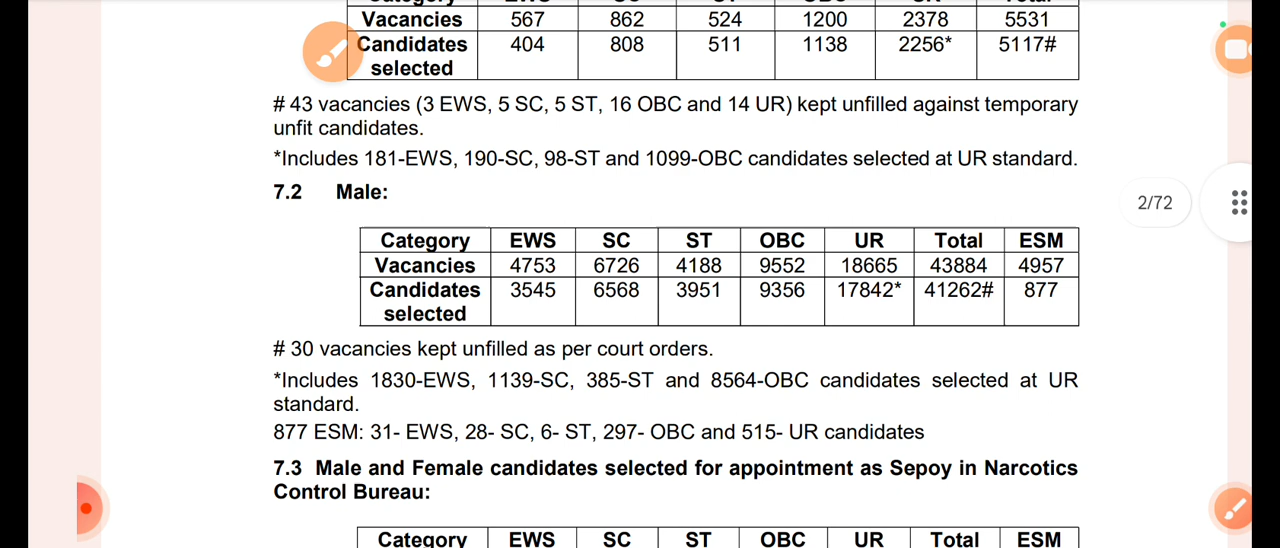 Category EWS SC ST OBC UR Total
Vacancies 567 862 524 1200 2378 5531
Candidates selected 404 808 511 1138 2256* 5117#
# 43 vacancies (3 EWS, 5 SC, 5 ST, 16 OBC and 14 UR) kept unfilled against temporary
unfit candidates.
*Includes 181-EWS, 190-SC, 98-ST and 1099-OBC candidates selected at UR standard.
7.2 Male:
2/72
Category EWS SC ST OBC UR Total ESM
Vacancies 4753 6726 4188 9552 18665 43884 4957
Candidates selected 3545 6568 3951 9356 17842* 41262# 877
# 30 vacancies kept unfilled as per court orders.
*Includes 1830-EWS, 1139-SC, 385-ST and 8564-OBC candidates selected at UR
standard.
877 ESM: 31- EWS, 28- SC, 6- ST, 297- OBC and 515- UR candidates
7.3 Male and Female candidates selected for appointment as Sepoy in Narcotics
Control Bureau:
Category EWS SC ST OBC UR Total ESM